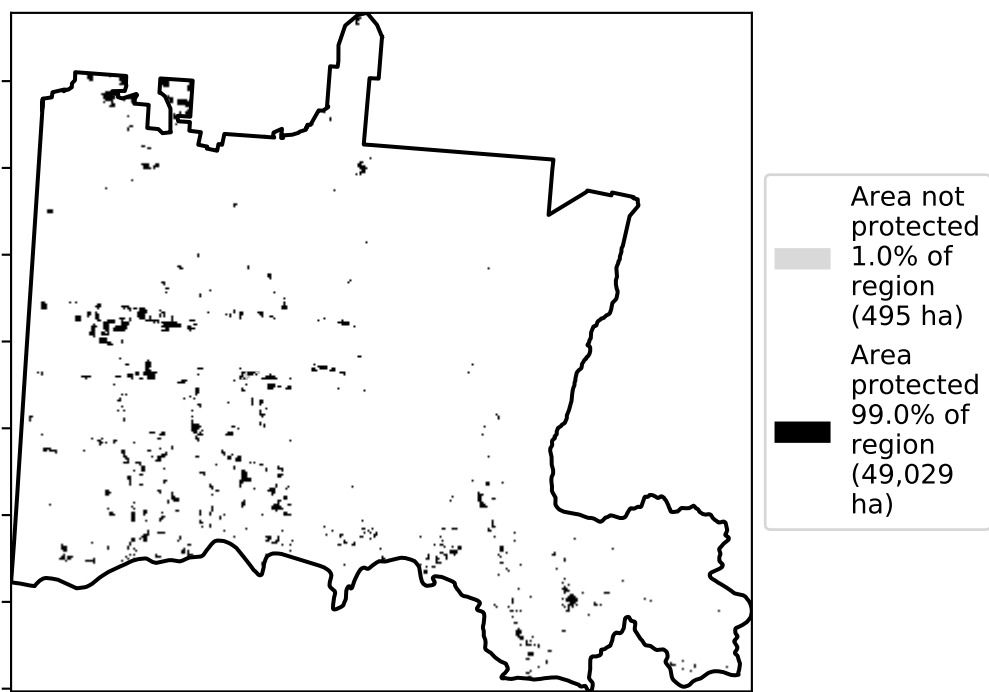 Area not
protected
1.0% of
region
(495 ha)
Area
protected
99.0% of
region
(49,029
ha)